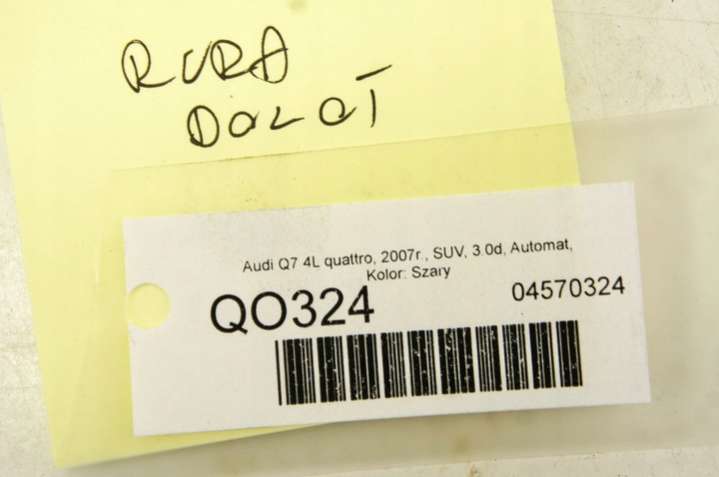 RURA
DOLOT
Audi Q7 4L quattro, 2007r., SUV, 3.0d, Automat,
Kolor: Szary
QO324
04570324